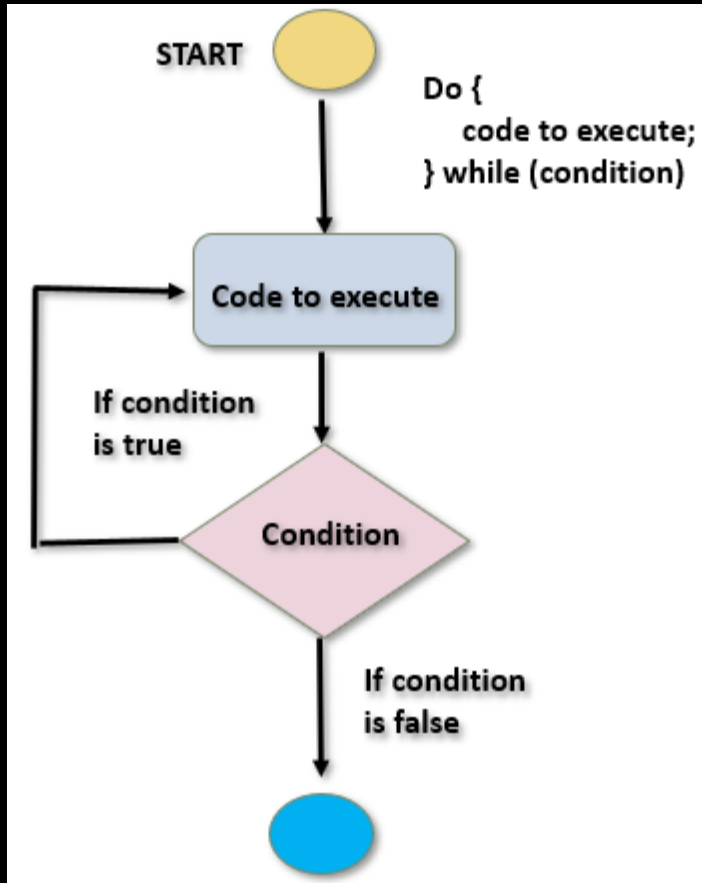 START
Do {
code to execute;
} while (condition)
Code to execute
If condition
is true
Condition
If condition
is false